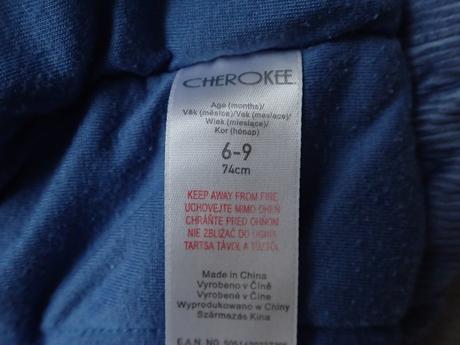 CHEROKEE
Age (months)/
Věk (měsíce)/Vek (mesiace)/
Wiek (miesiące)/
Kor (hónap)
6-9
74cm
KEEP AWAY FROM FIRE
UCHOVEJTE MIMO OHEŇ
CHRÁŇTE PRED OHŇOM
NIE ZBLIŻAĆ DO OGNIA
TARTSA TÁVOL A TŰZTŐL
Made in China
Vyrobeno v Číně
Vyrobené v Číne
Wyprodukowano w Chiny
Származás Kína
E.A.N. NO.